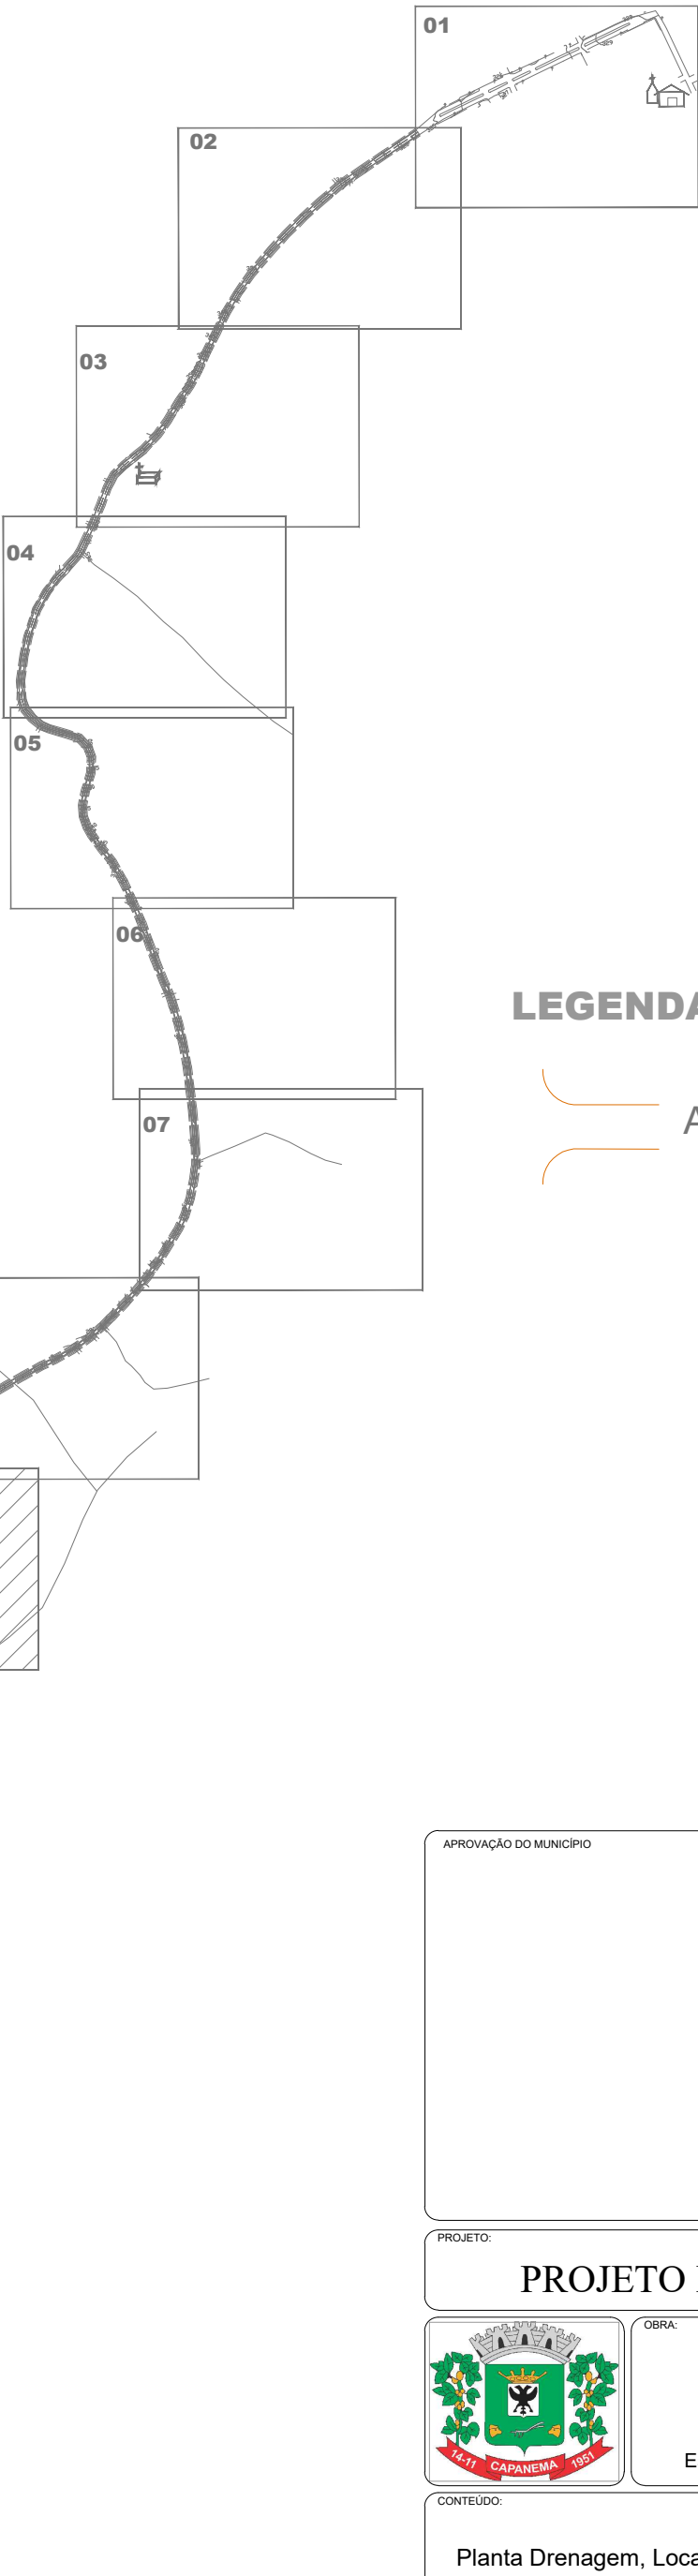 01
02
03
04
05
06
LEGENDA
A
07
APROVAÇÃO DO MUNICÍPIO
PROJETO:
PROJETO
OBRA:
E
14-11 CAPANEMA 1951
CONTEÚDO:
Planta Drenagem, Loca